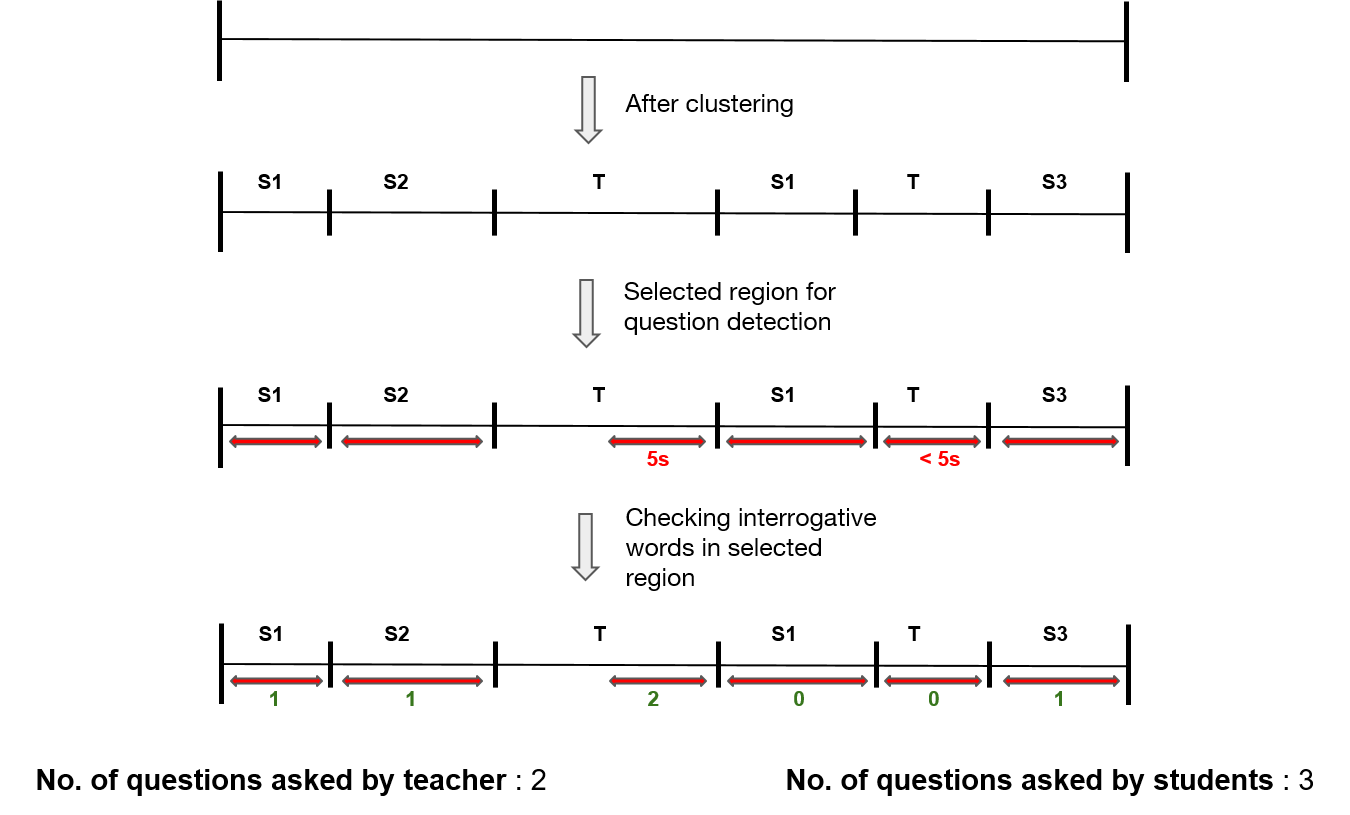 After clustering
S1 S2 T S1 T S3
Selected region for
question detection
S1 S2 T S1 T S3
5s < 5s
Checking interrogative
words in selected
region
S1 S2 T S1 T S3
1 1 2 0 0 1
No. of questions asked by teacher : 2 No. of questions asked by students : 3